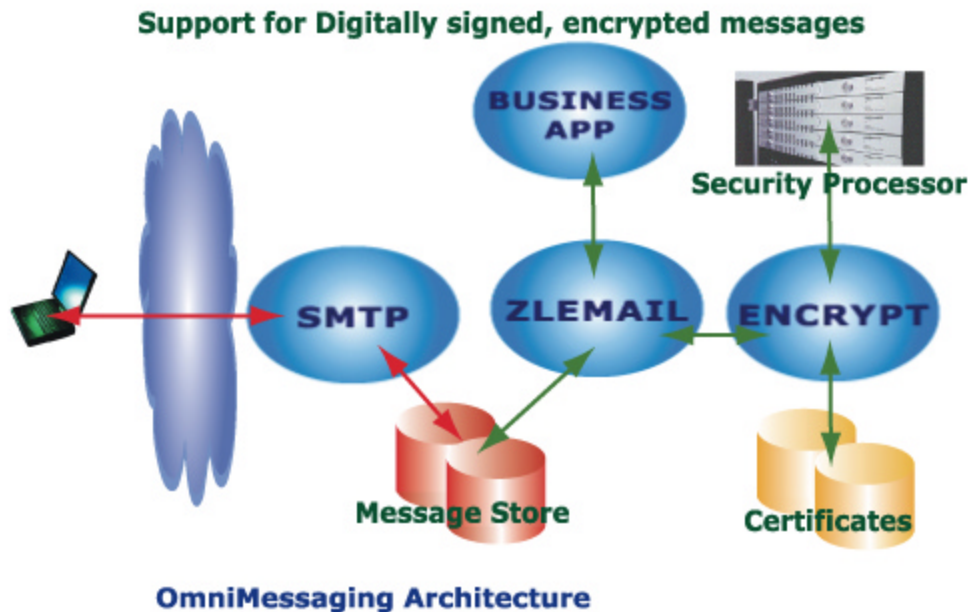 Support for Digitally signed, encrypted messages
BUSINESS
APP
Security Processor
SMTP
ZLEMAIL
ENCRYPT
Message Store
Certificates
OmniMessaging Architecture